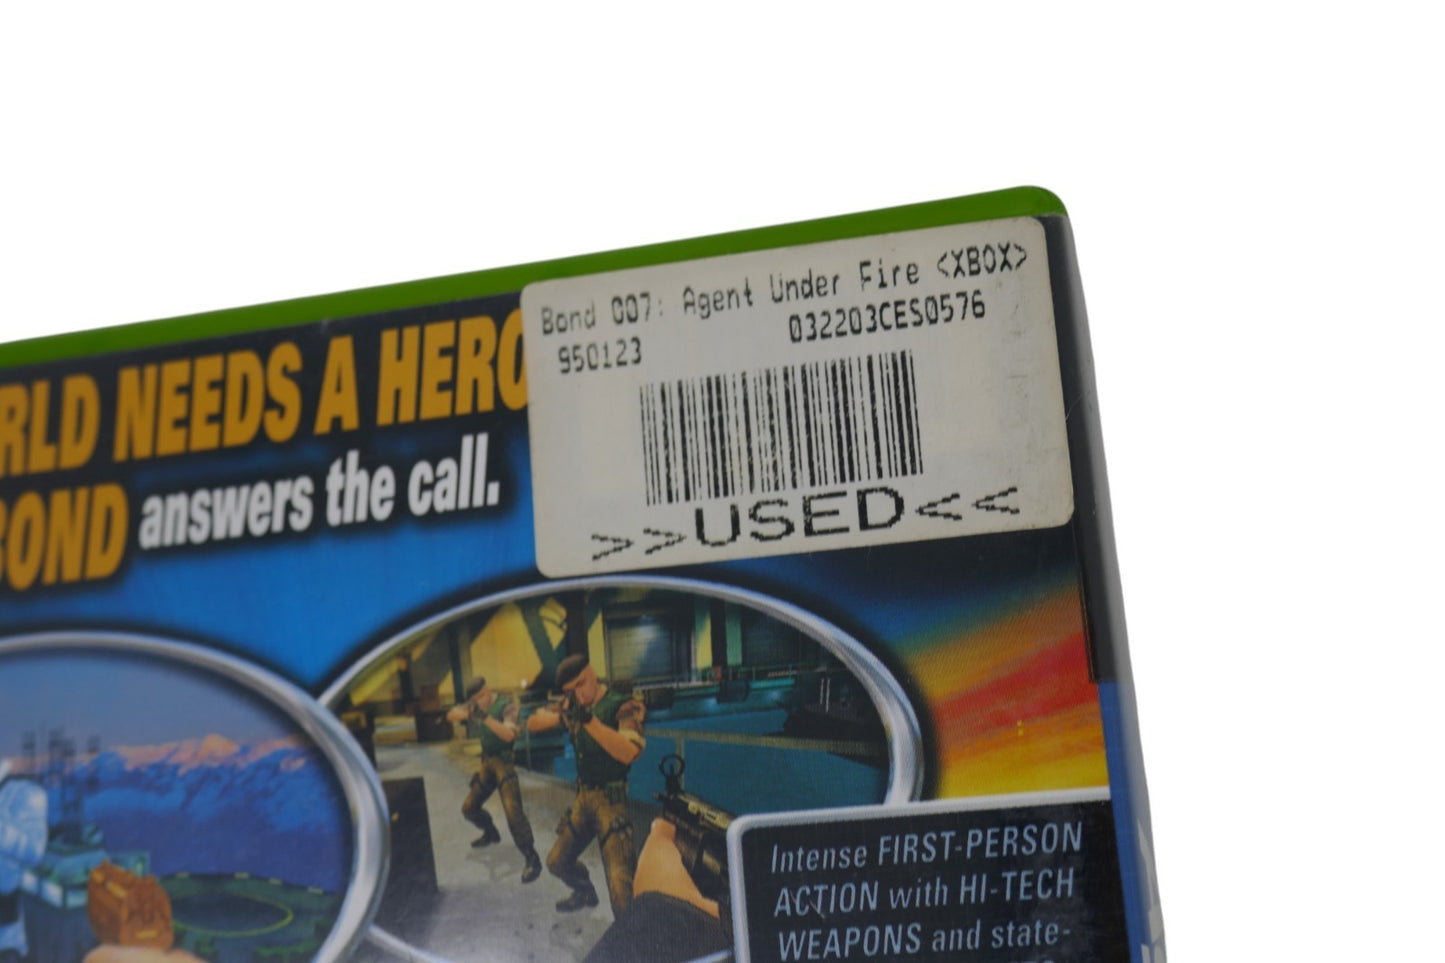 Bond 007: Agent Under Fire <XBOX>
950123 032203CES0576
>>USED<<
RLD NEEDS A HERO
BOND answers the call.
Intense FIRST-PERSON
ACTION with HI-TECH
WEAPONS and state-